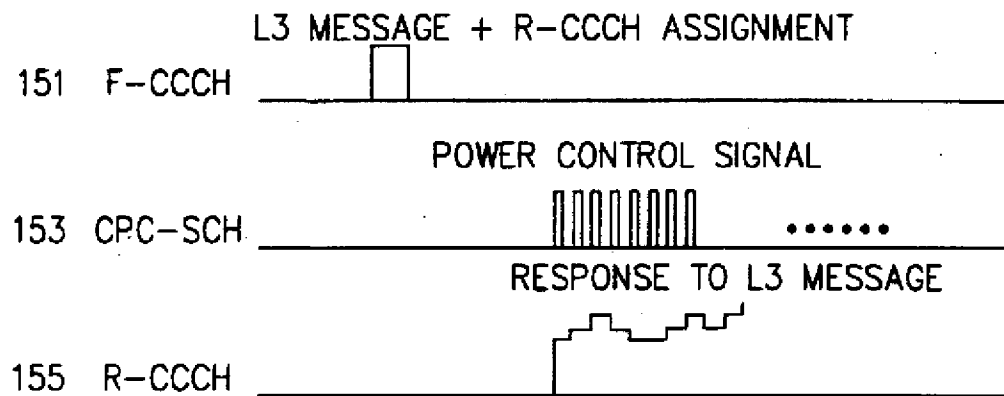 L3 MESSAGE + R-CCCH ASSIGNMENT
151 F-CCCH
POWER CONTROL SIGNAL
153 CPC-SCH
RESPONSE TO L3 MESSAGE
155 R-CCCH